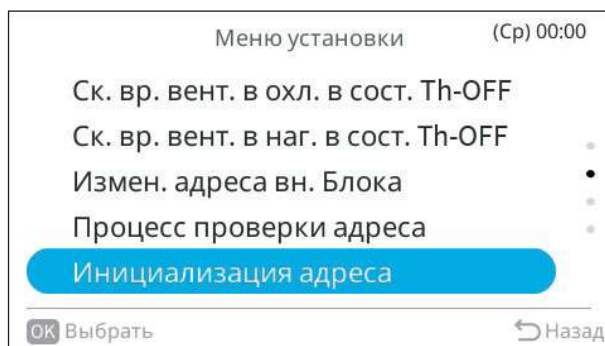 Меню установки (Ср) 00:00
Ск. вр. вент. в охл. в сост. Th-OFF
Ск. вр. вент. в наг. в сост. Th-OFF
Измен. адреса вн. Блока
Процесс проверки адреса
Инициализация адреса
OK Выбрать Назад